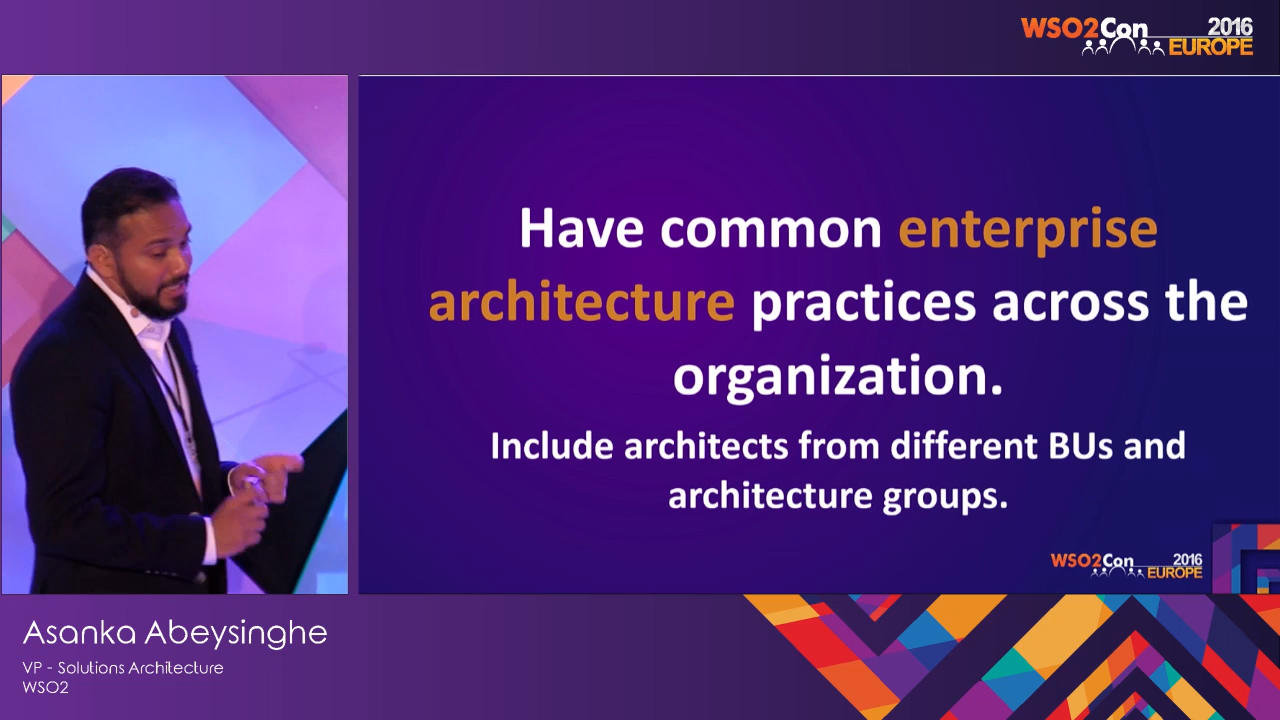 WSO2Con 2016
EUROPE
Have common enterprise
architecture practices across the
organization.
Include architects from different BUs and
architecture groups.
WSO2Con 2016
EUROPE
Asanka Abeysinghe
VP - Solutions Architecture
WSO2